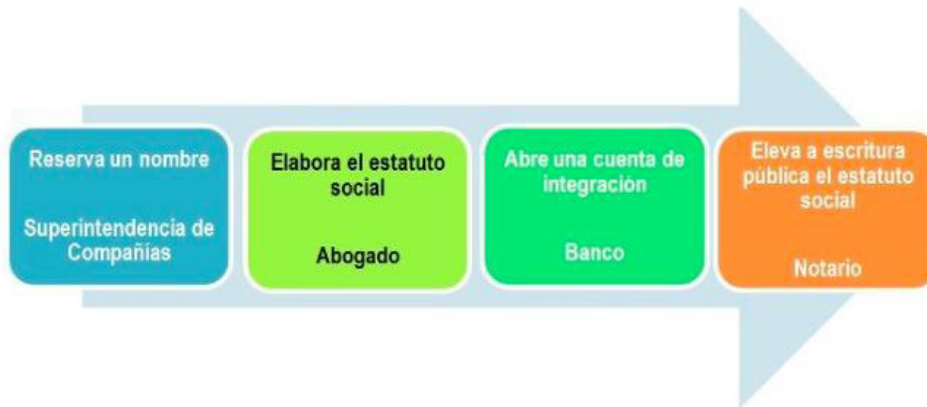 Reserva un nombre
Superintendencia de
Compañías
Elabora el estatuto
social
Abogado
Abre una cuenta de
integración
Banco
Eleva a escritura
pública el estatuto
social
Notario